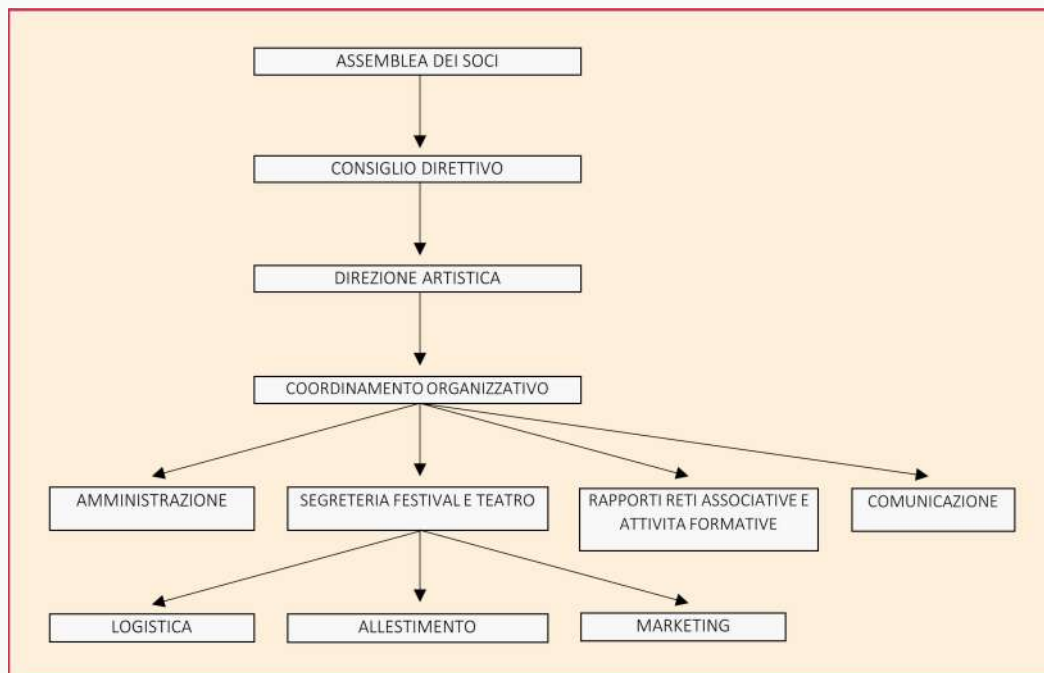 ASSEMBLEA DEI SOCI
CONSIGLIO DIRETTIVO
DIREZIONE ARTISTICA
COORDINAMENTO ORGANIZZATIVO
AMMINISTRAZIONE
SEGRETERIA FESTIVAL E TEATRO
RAPPORTI RETI ASSOCIATIVE E
ATTIVITA FORMATIVE
COMUNICAZIONE
LOGISTICA
ALLESTIMENTO
MARKETING